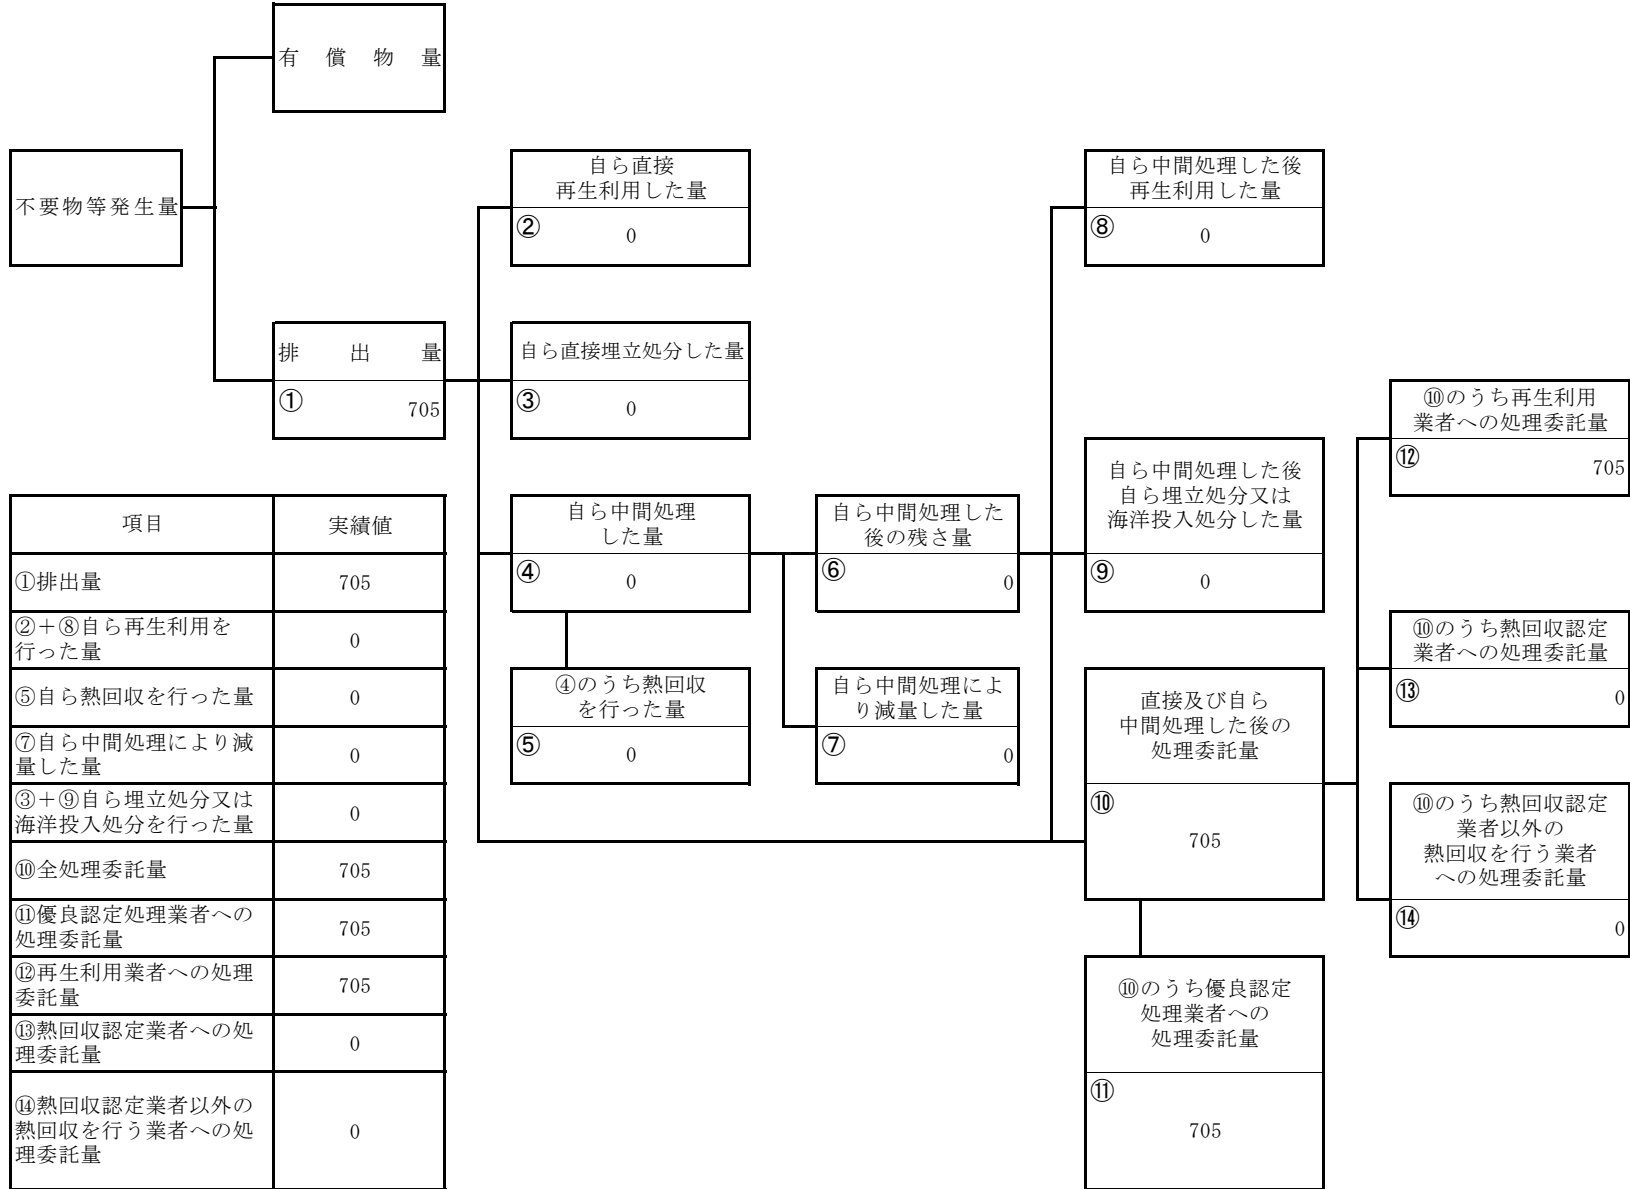 有償物量
不要物等発生量
自ら直接
再生利用した量
② 0
自ら中間処理した後
再生利用した量
⑧ 0
排出量
① 705
自ら直接埋立処分した量
③ 0
⑩のうち再生利用
業者への処理委託量
⑫ 705
自ら中間処理
した量
④ 0
自ら中間処理した
後の残さ量
⑥ 0
自ら中間処理した後
自ら埋立処分又は
海洋投入処分した量
⑨ 0
⑩のうち熱回収認定
業者への処理委託量
⑬ 0
④のうち熱回収
を行った量
⑤ 0
自ら中間処理によ
り減量した量
⑦ 0
直接及び自ら
中間処理した後の
処理委託量
⑩
705
⑩のうち熱回収認定
業者以外の
熱回収を行う業者
への処理委託量
⑭ 0
⑩のうち優良認定
処理業者への
処理委託量
⑪
705
項目 実績値
①排出量 705
②+⑧自ら再生利用を
行った量 0
⑤自ら熱回収を行った量 0
⑦自ら中間処理により減
量した量 0
③+⑨自ら埋立処分又は
海洋投入処分を行った量 0
⑩全処理委託量 705
⑪優良認定処理業者への
処理委託量 705
⑫再生利用業者への処理
委託量 705
⑬熱回収認定業者への処
理委託量 0
⑭熱回収認定業者以外の
熱回収を行う業者への処
理委託量 0